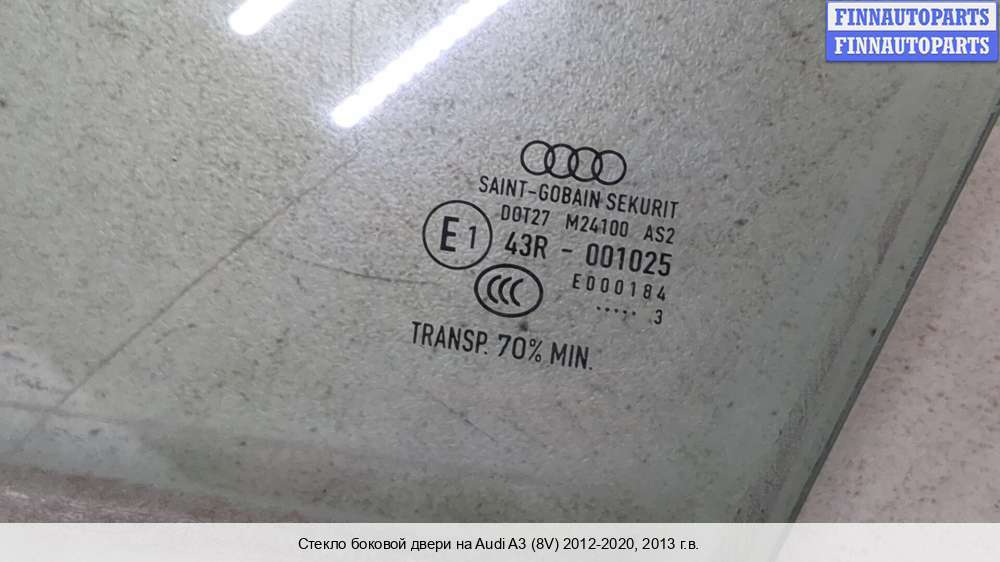 FINNAUTOPARTS
FINNAUTOPARTS
SAINT-GOBAIN SEKURIT
DOT27 M24100 AS2
E1 43R - 001025
E000184
CCC
..... 3
TRANSP. 70% MIN.
Стекло боковой двери на Audi A3 (8V) 2012-2020, 2013 г.в.